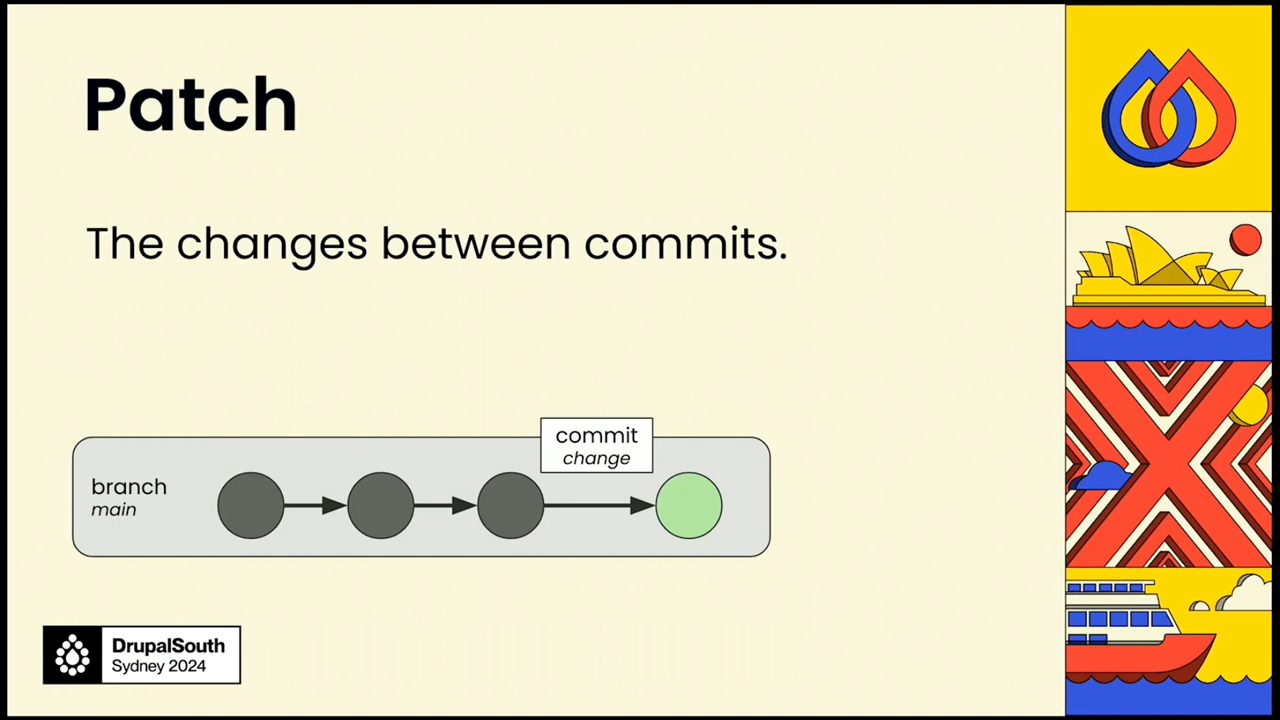 Patch
The changes between commits.
commit
change
branch
main
DrupalSouth
Sydney 2024